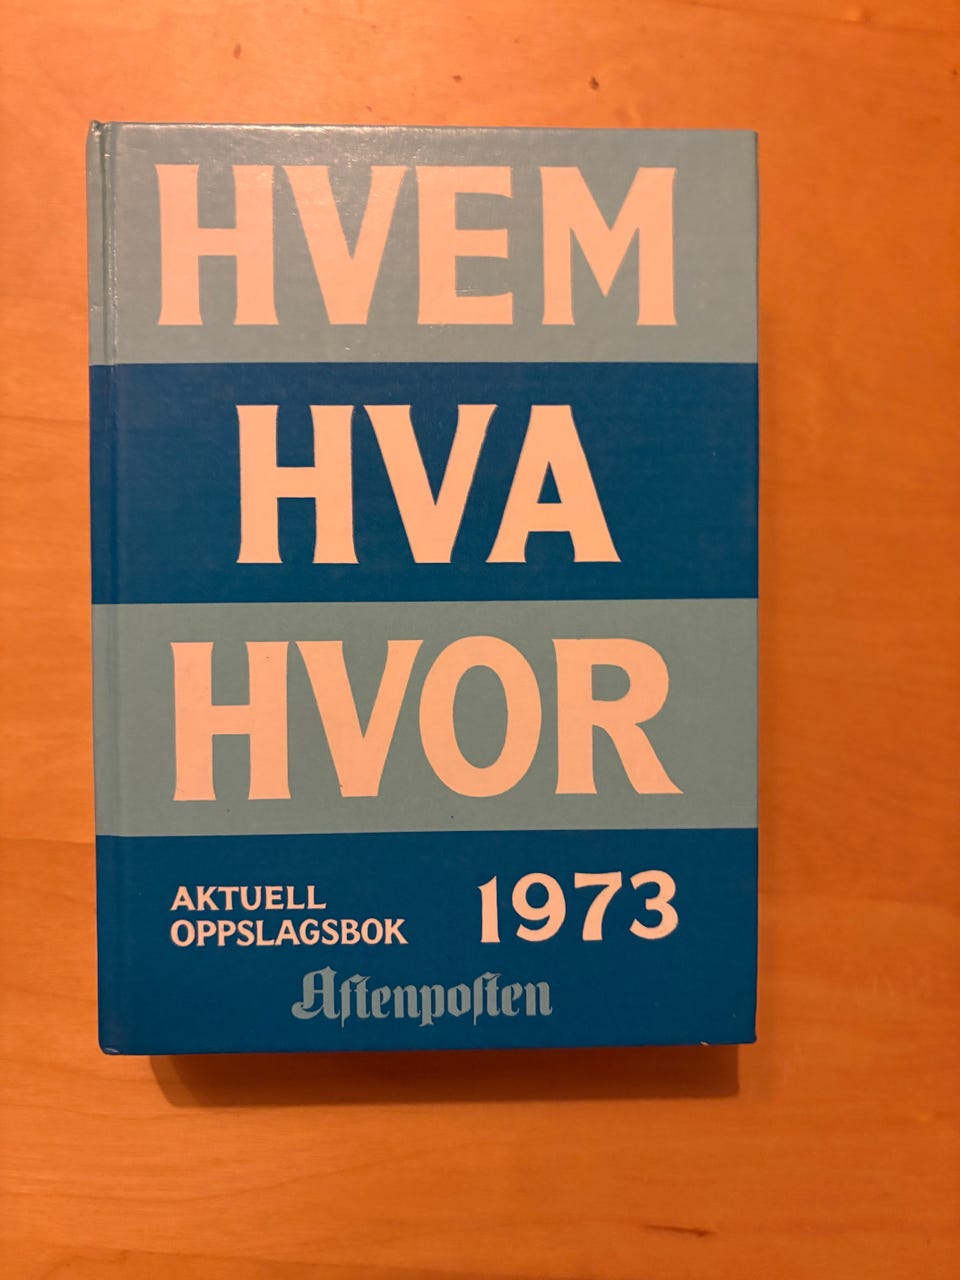 HVEM
HVA
HVOR
AKTUELL
OPPSLAGSBOK
1973
Aftenposten